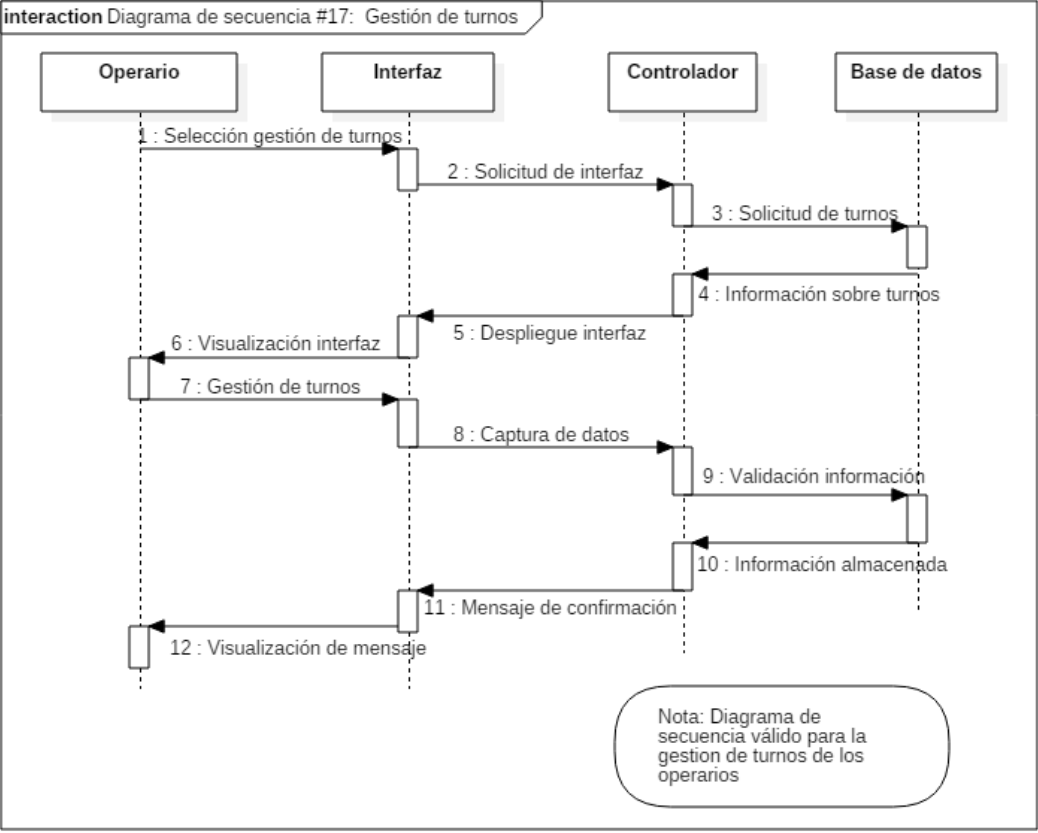 interaction Diagrama de secuencia #17: Gestión de turnos
Operario
Interfaz
Controlador
Base de datos
1 : Selección gestión de turnos
2 : Solicitud de interfaz
3 : Solicitud de turnos
4 : Información sobre turnos
5 : Despliegue interfaz
6 : Visualización interfaz
7 : Gestión de turnos
8 : Captura de datos
9 : Validación información
10 : Información almacenada
11 : Mensaje de confirmación
12 : Visualización de mensaje
Nota: Diagrama de
secuencia válido para la
gestion de turnos de los
operarios